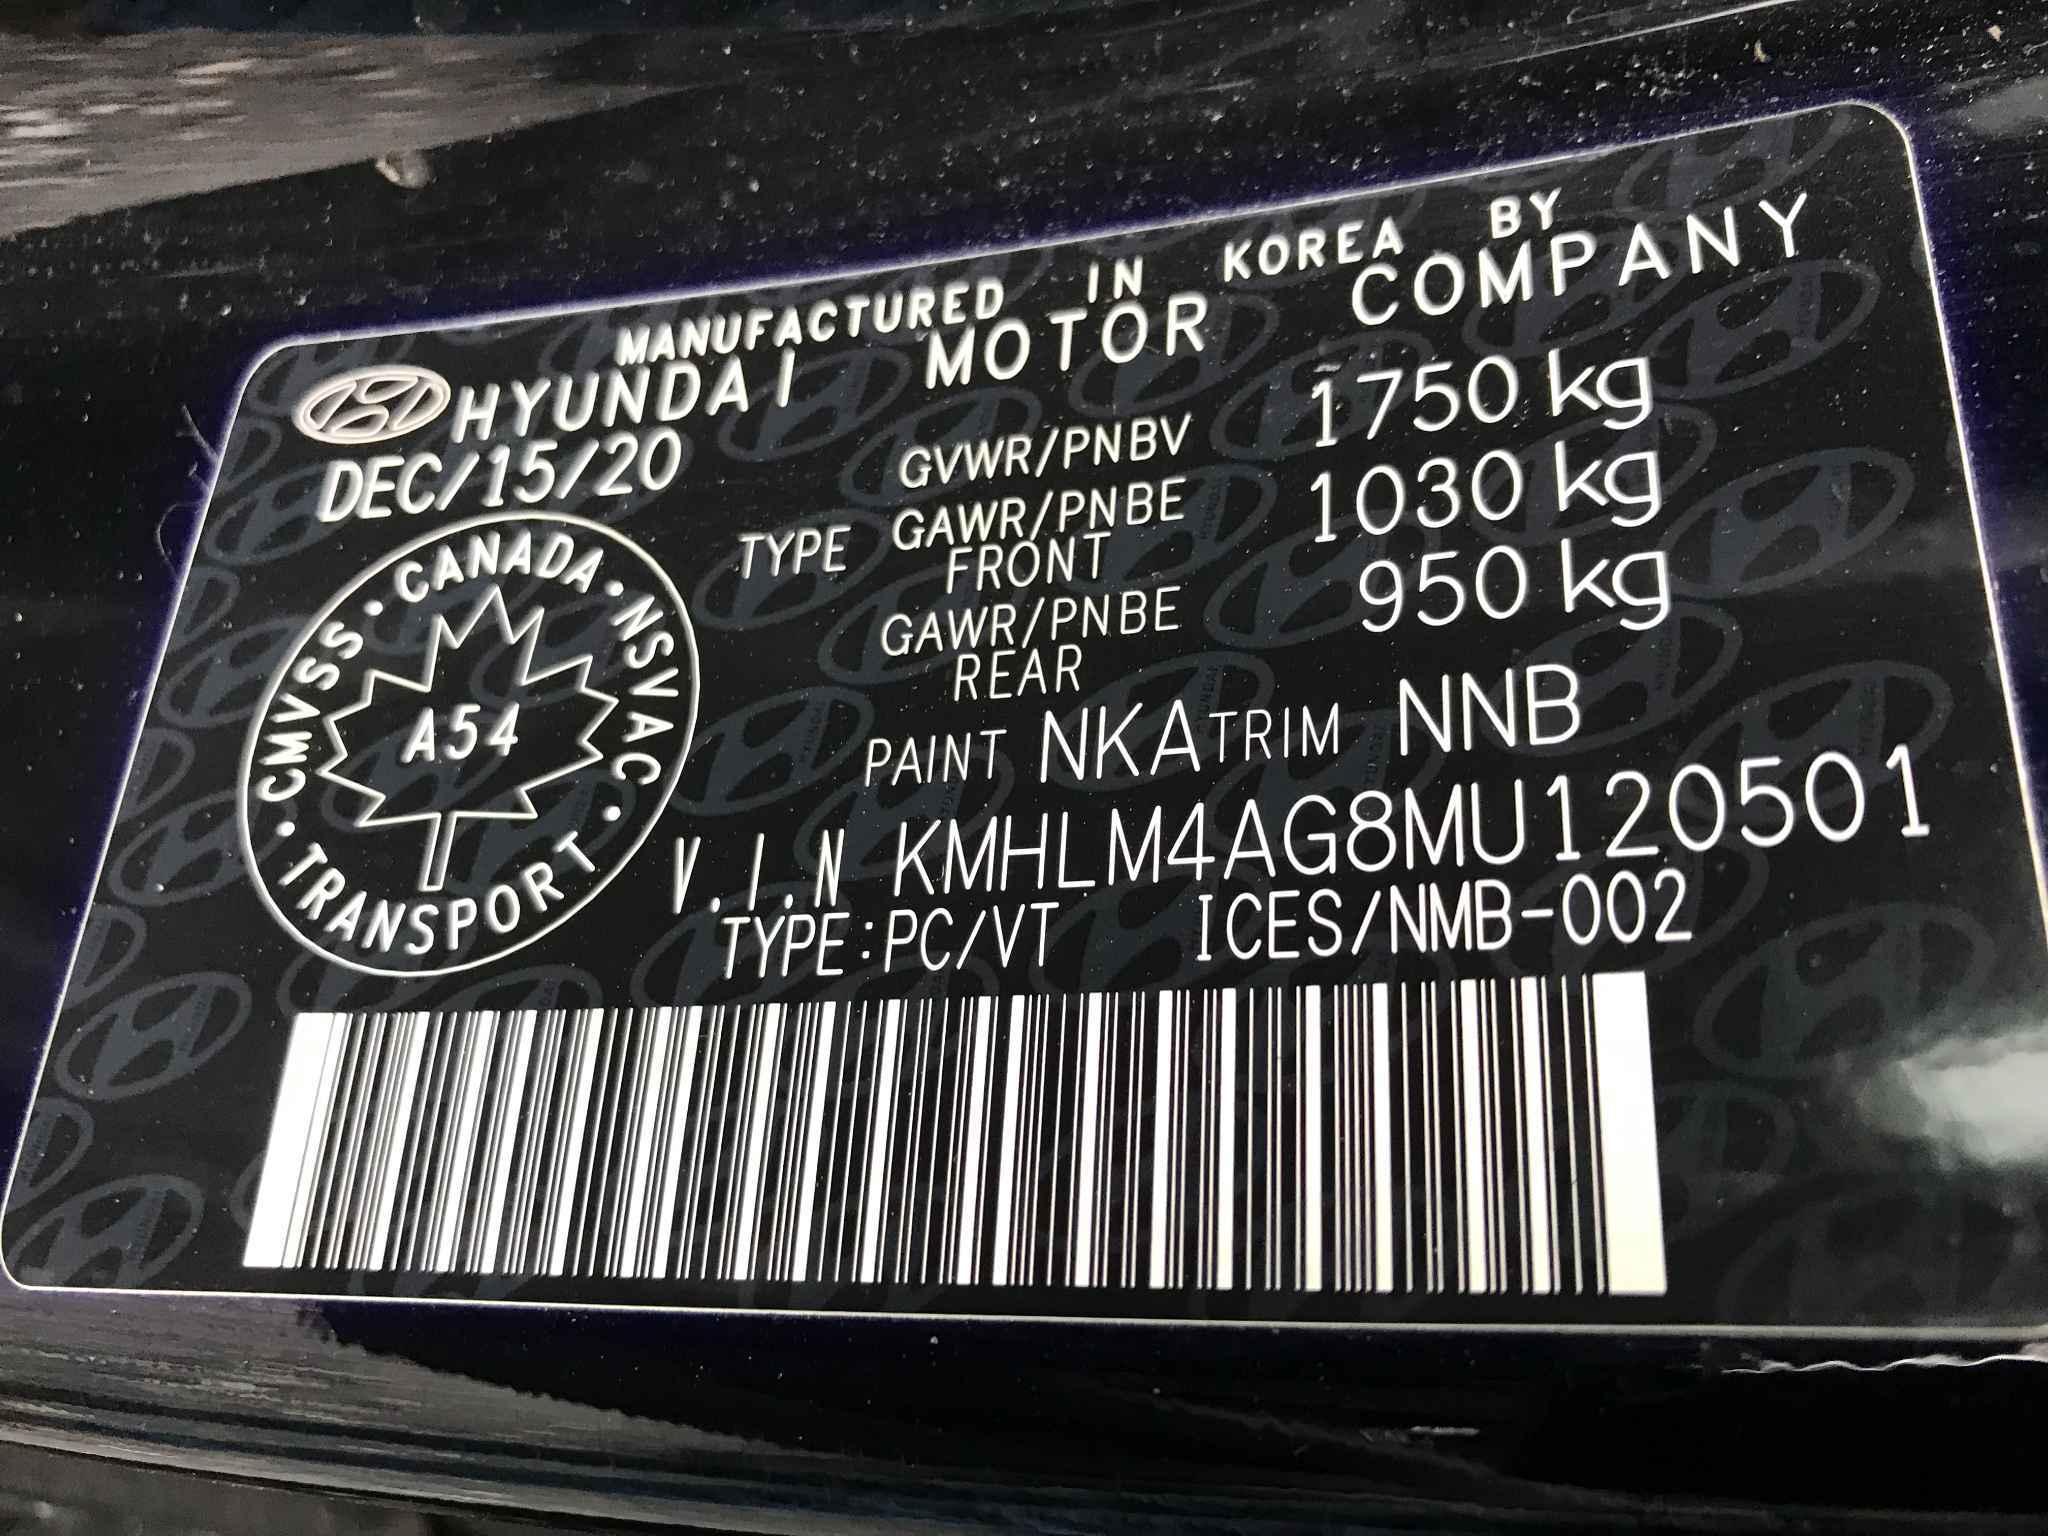 MANUFACTURED IN KOREA BY
HYUNDAI MOTOR COMPANY
DEC/15/20
GVWR/PNBV 1750 kg
TYPE GAWR/PNBE FRONT 1030 kg
GAWR/PNBE REAR 950 kg
PAINT NKA TRIM NNB
V.I.N KMHLM4AG8MU120501
TYPE:PC/VT ICES/NMB-002
CMVSS · CANADA · NSVAC · TRANSPORT ·
A54